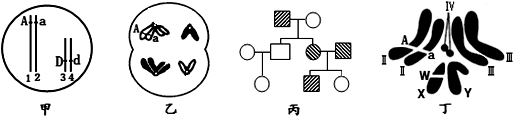 A a
D d
1 2 3 4
甲
A a
乙
丙
IV
A a
II II III III
W
X Y
丁